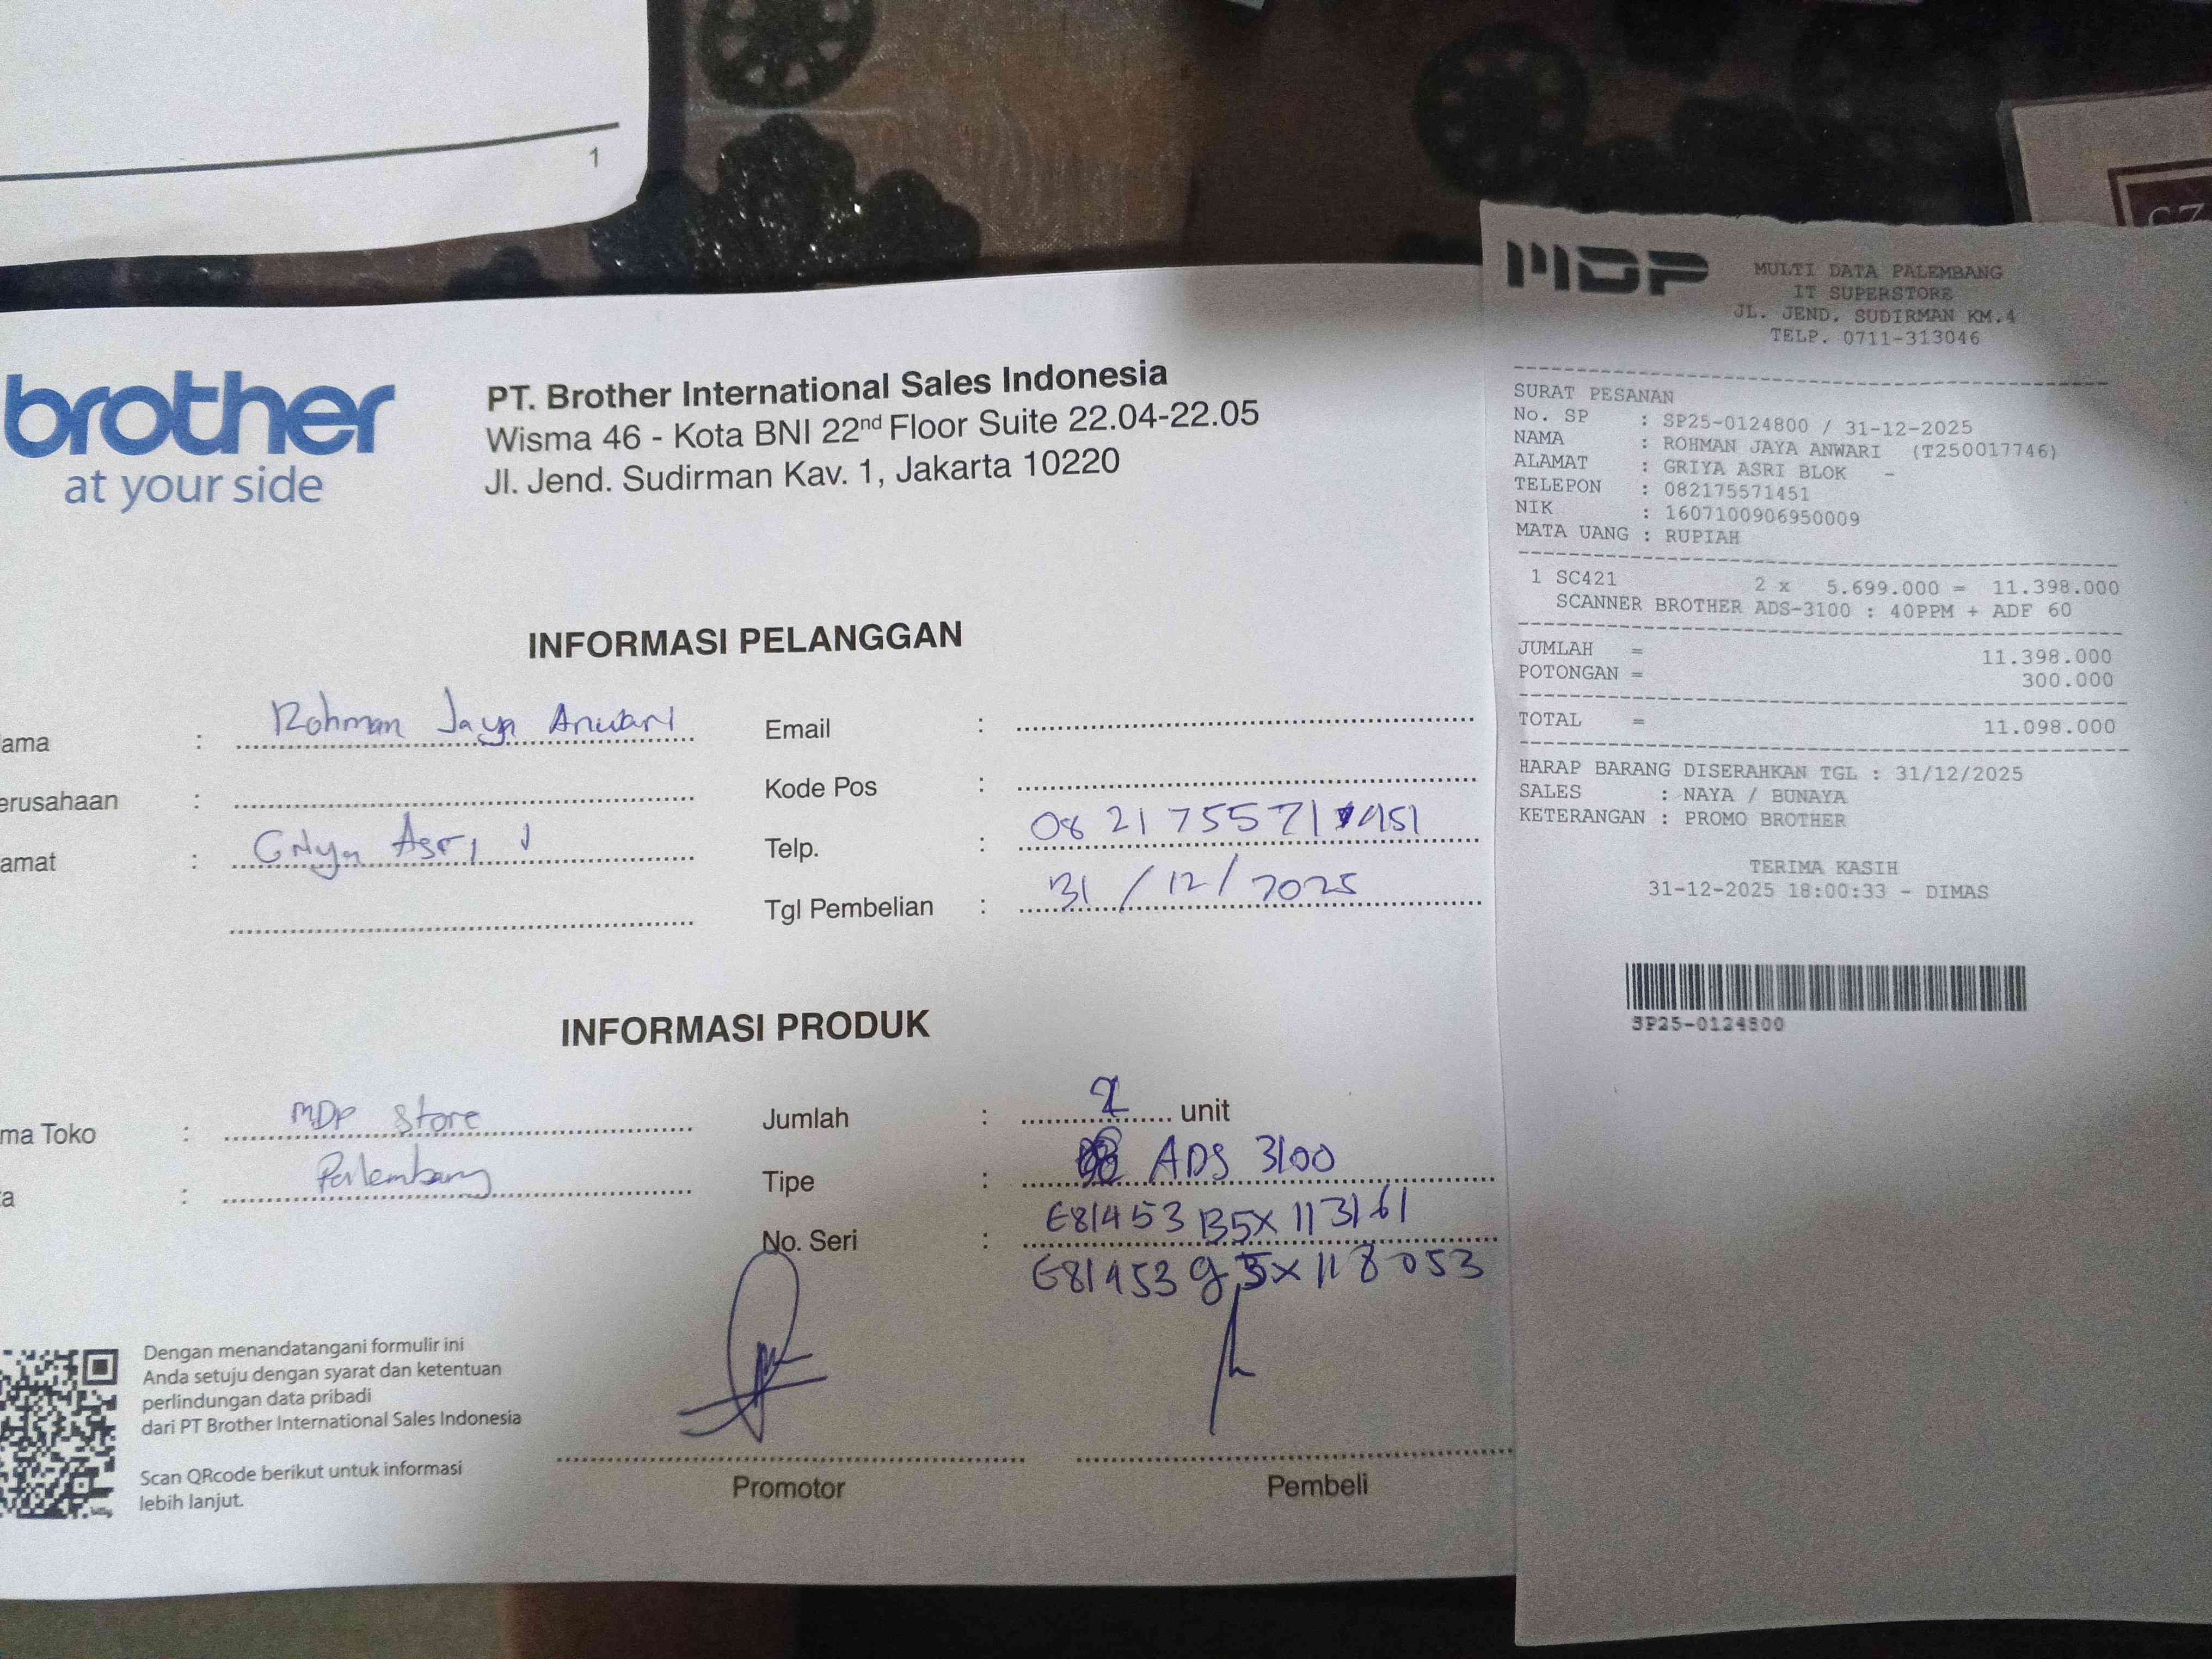 1
brother
at your side
PT. Brother International Sales Indonesia
Wisma 46 - Kota BNI 22nd Floor Suite 22.04-22.05
Jl. Jend. Sudirman Kav. 1, Jakarta 10220
INFORMASI PELANGGAN
ama : Rohman Jaya Anwari
erusahaan :
amat : Griya Asri
Email :
Kode Pos :
Telp. : 082175571451
Tgl Pembelian : 31/12/2025
INFORMASI PRODUK
ma Toko : MDP Store
a : Palembang
Jumlah : 2 unit
Tipe : ADS 3100
No. Seri : E81453B5X113161
E81453 5X118053
Dengan menandatangani formulir ini
Anda setuju dengan syarat dan ketentuan
perlindungan data pribadi
dari PT Brother International Sales Indonesia
Scan QRcode berikut untuk informasi
lebih lanjut.
Promotor
Pembeli
MDP
MULTI DATA PALEMBANG
IT SUPERSTORE
JL. JEND. SUDIRMAN KM.4
TELP. 0711-313046
SURAT PESANAN
No. SP : SP25-0124800 / 31-12-2025
NAMA : ROHMAN JAYA ANWARI (T250017746)
ALAMAT : GRIYA ASRI BLOK -
TELEPON : 082175571451
NIK : 1607100906950009
MATA UANG : RUPIAH
1 SC421 2 x 5.699.000 = 11.398.000
SCANNER BROTHER ADS-3100 : 40PPM + ADF 60
JUMLAH = 11.398.000
POTONGAN = 300.000
TOTAL = 11.098.000
HARAP BARANG DISERAHKAN TGL : 31/12/2025
SALES : NAYA / BUNAYA
KETERANGAN : PROMO BROTHER
TERIMA KASIH
31-12-2025 18:00:33 - DIMAS
SP25-0124800